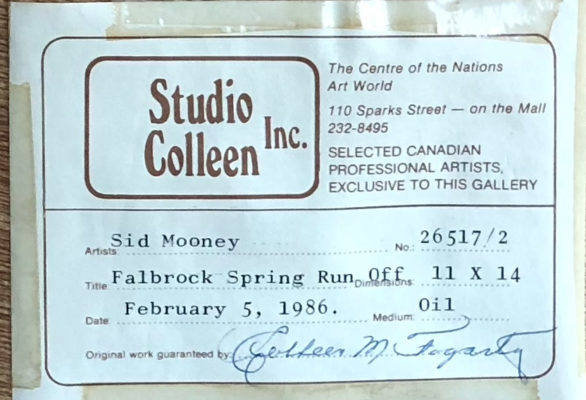 Studio
Colleen Inc.
The Centre of the Nations
Art World
110 Sparks Street — on the Mall
232-8495
SELECTED CANADIAN
PROFESSIONAL ARTISTS,
EXCLUSIVE TO THIS GALLERY
Artists: Sid Mooney No.: 26517/2
Title: Falbrock Spring Run Off Dimensions: 11 X 14
Date: February 5, 1986. Medium: Oil
Original work guaranteed by: Colleen M. Fogarty